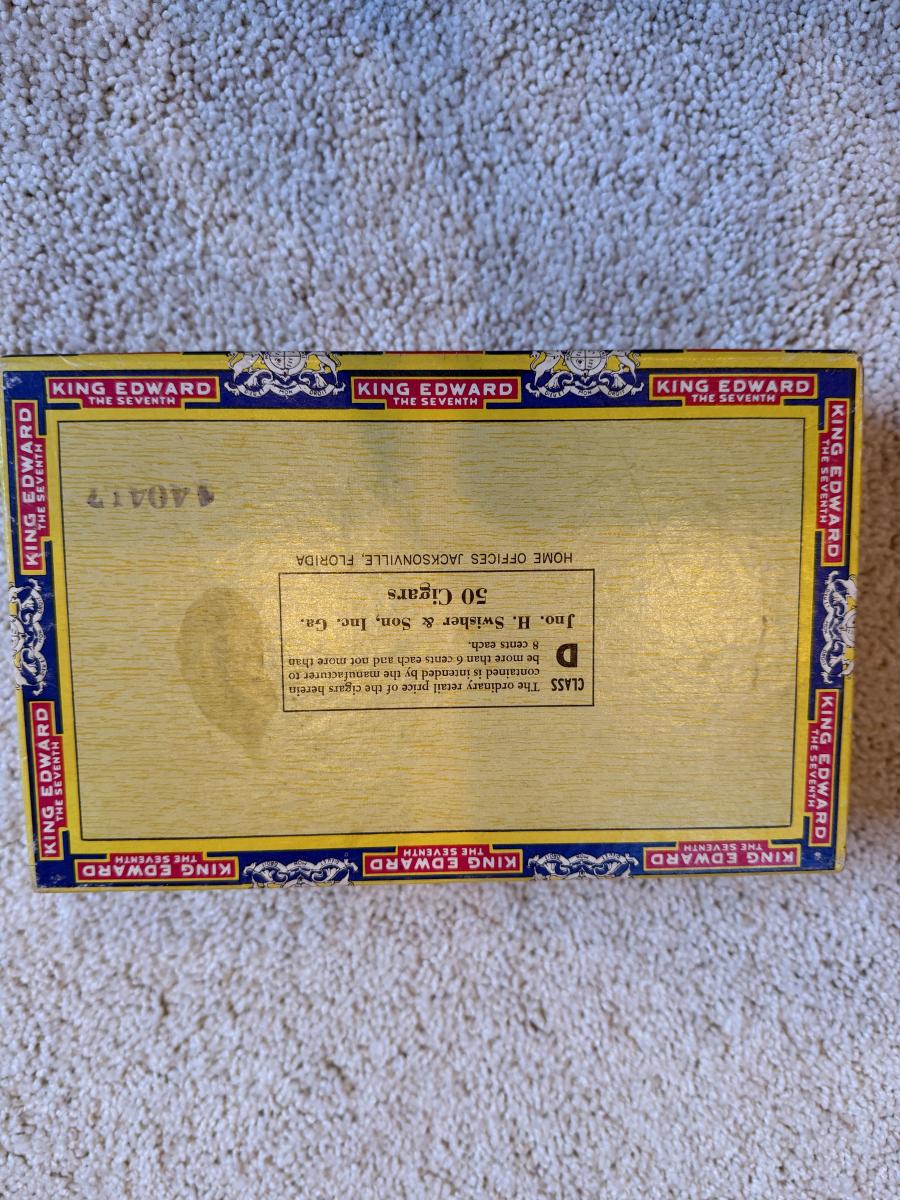 KING EDWARD
THE SEVENTH
KING EDWARD
THE SEVENTH
KING EDWARD
THE SEVENTH
KING EDWARD
THE SEVENTH
KING EDWARD
THE SEVENTH
KING EDWARD
THE SEVENTH
KING EDWARD
THE SEVENTH
CLASS
D
The ordinary retail price of the cigars herein
contained is intended by the manufacturer to
be more than 6 cents each and not more than
8 cents each.
Jno. H. Swisher & Son, Inc. Ga.
50 Cigars
HOME OFFICES JACKSONVILLE, FLORIDA
KING EDWARD
THE SEVENTH
KING EDWARD
THE SEVENTH
KING EDWARD
THE SEVENTH